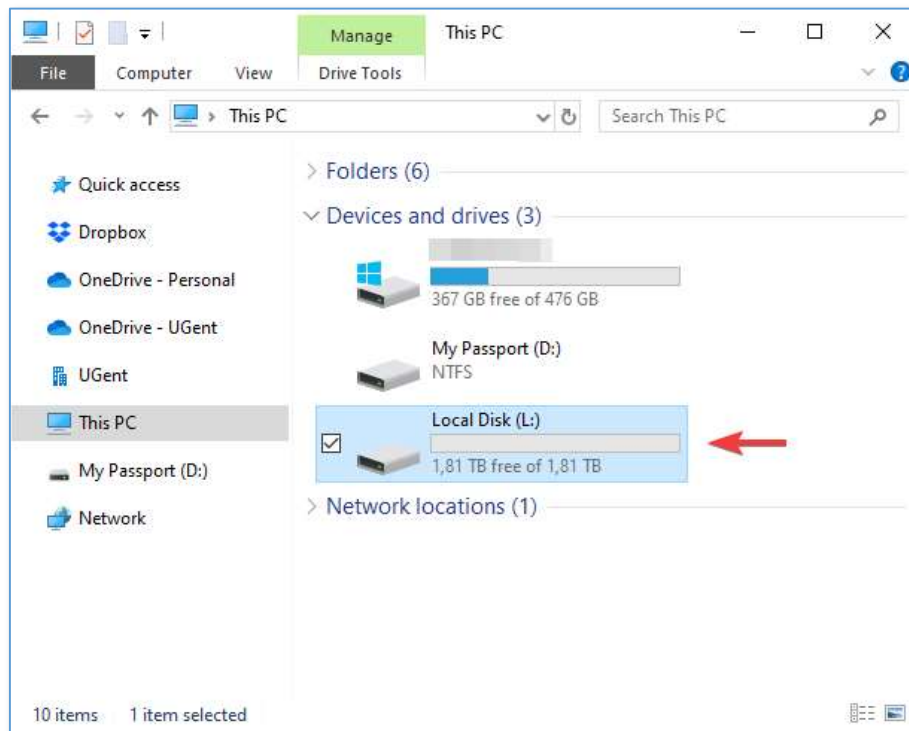 Manage
This PC
File
Computer
View
Drive Tools
This PC
Search This PC
Quick access
Dropbox
OneDrive - Personal
OneDrive - UGent
UGent
This PC
My Passport (D:)
Network
Folders (6)
Devices and drives (3)
367 GB free of 476 GB
My Passport (D:)
NTFS
Local Disk (L:)
1,81 TB free of 1,81 TB
Network locations (1)
10 items
1 item selected